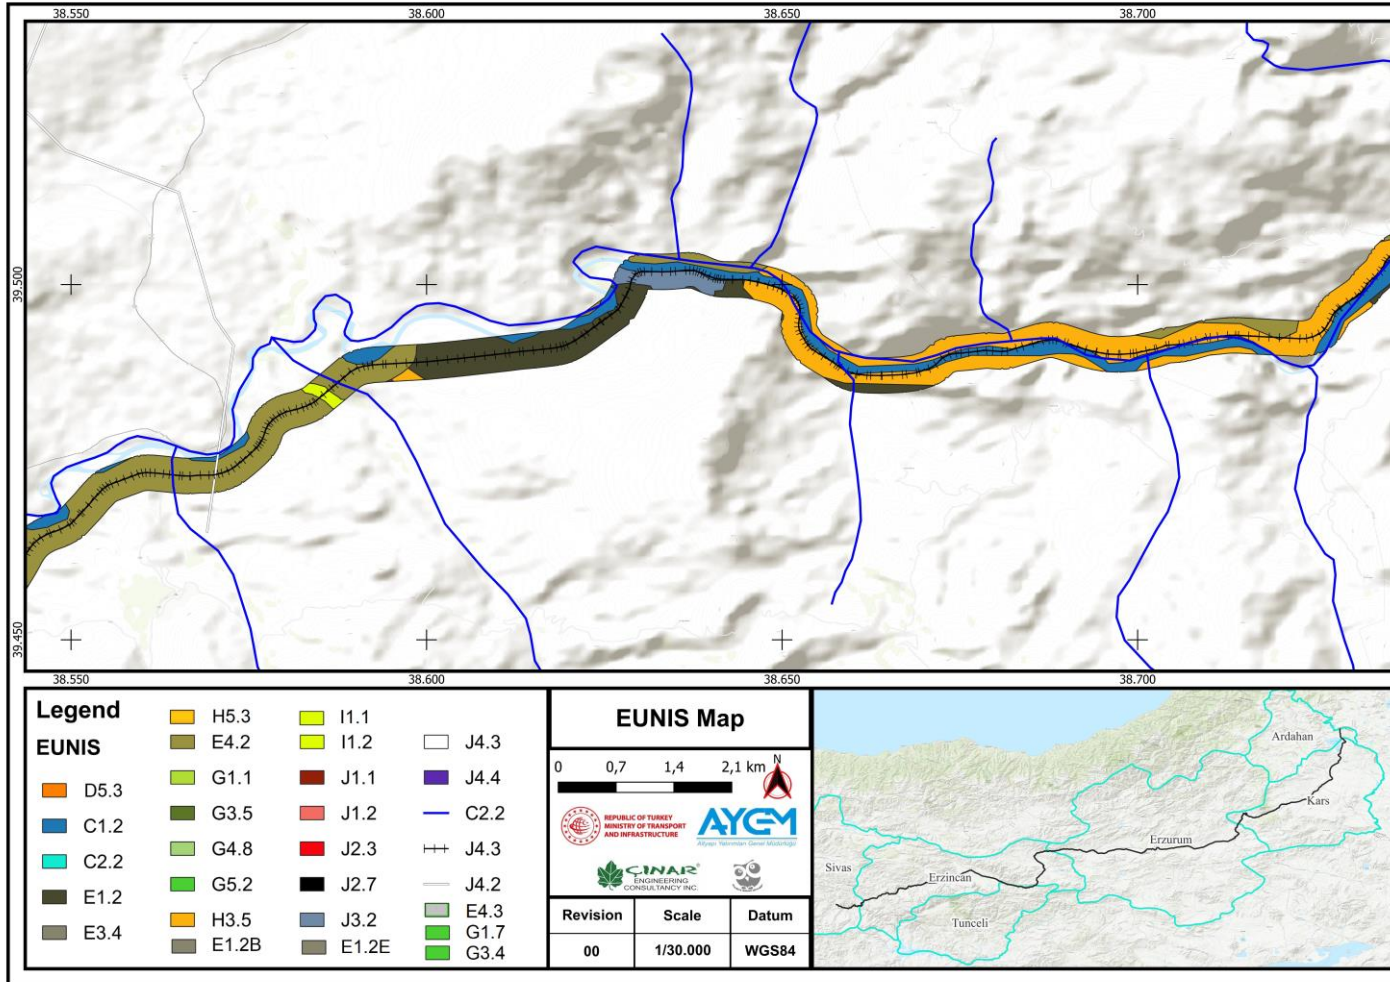 38.550
38.600
38.650
38.700
39.500
39.450
38.550
38.600
38.650
38.700
Legend
EUNIS
D5.3
C1.2
C2.2
E1.2
E3.4
H5.3
E4.2
G1.1
G3.5
G4.8
G5.2
H3.5
E1.2B
I1.1
I1.2
J1.1
J1.2
J2.3
J2.7
J3.2
E1.2E
J4.3
J4.4
C2.2
J4.3
J4.2
E4.3
G1.7
G3.4
EUNIS Map
0 0,7 1,4 2,1 km
N
REPUBLIC OF TURKEY
MINISTRY OF TRANSPORT
AND INFRASTRUCTURE
AYGM
Altyapı Yatırımları Genel Müdürlüğü
ÇINAR
ENGINEERING
CONSULTANCY INC.
Revision Scale Datum
00 1/30.000 WGS84
Ardahan
Kars
Erzurum
Sivas
Erzincan
Tunceli